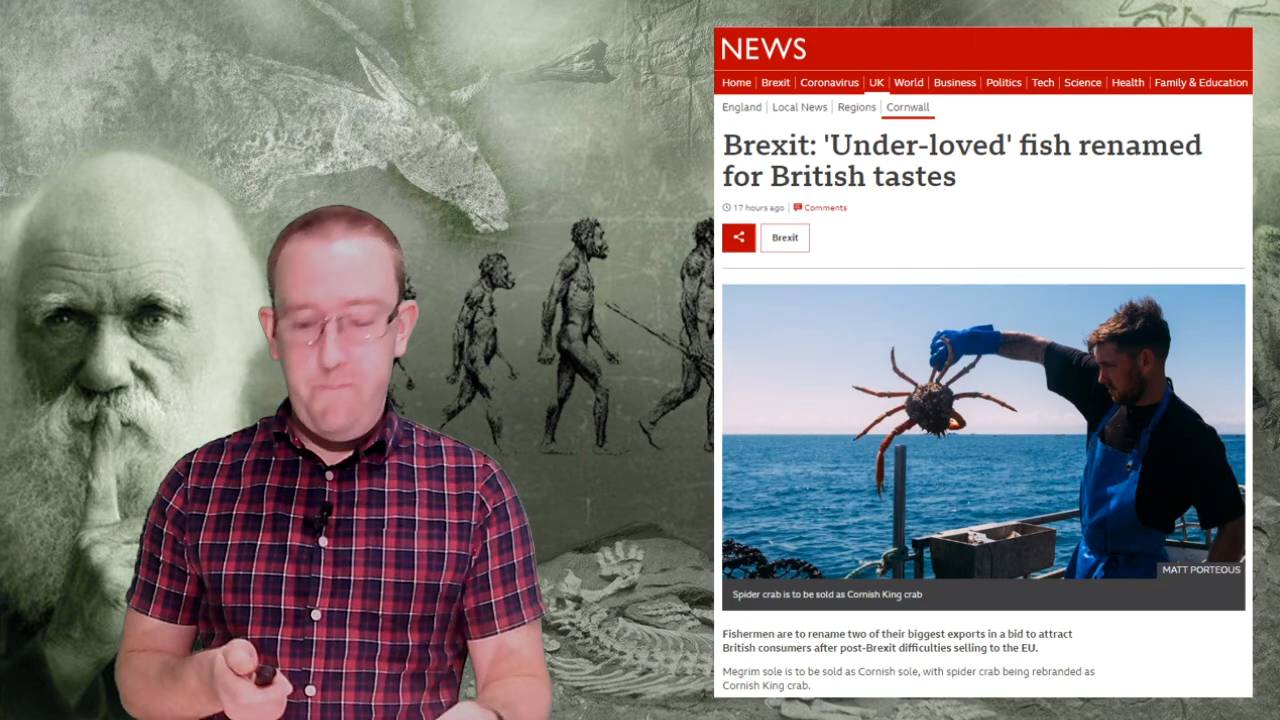 NEWS
Home Brexit Coronavirus UK World Business Politics Tech Science Health Family & Education
England Local News Regions Cornwall
Brexit: 'Under-loved' fish renamed
for British tastes
17 hours ago Comments
Brexit
MATT PORTEOUS
Spider crab is to be sold as Cornish King crab
Fishermen are to rename two of their biggest exports in a bid to attract
British consumers after post-Brexit difficulties selling to the EU.
Megrim sole is to be sold as Cornish sole, with spider crab being rebranded as
Cornish King crab.